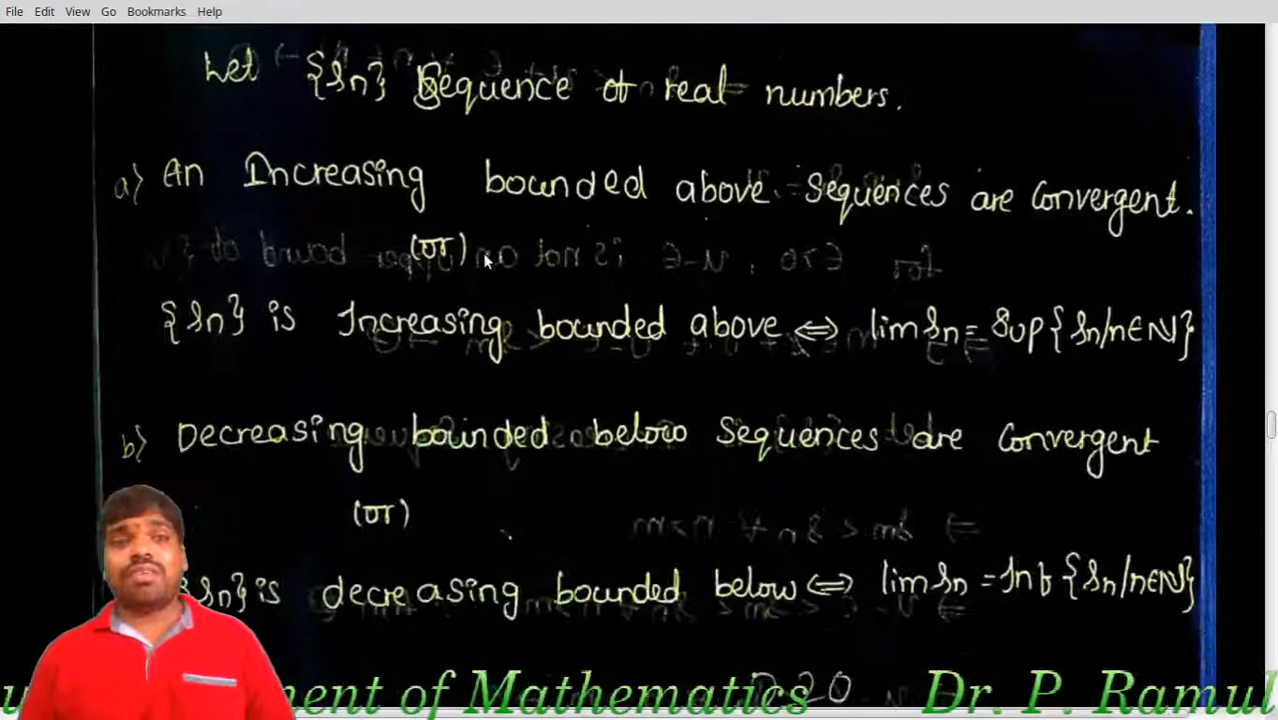 File Edit View Go Bookmarks Help
Let {Sn} Sequence of real numbers.
a) An Increasing bounded above Sequences are Convergent.
(or)
{Sn} is Increasing bounded above ⇔ lim Sn = Sup {Sn/n∈N}
b) Decreasing bounded below Sequences are Convergent
(or)
{Sn} is decreasing bounded below ⇔ lim Sn = Inf {Sn/n∈N}
ment of Mathematics Dr. P. Ramul